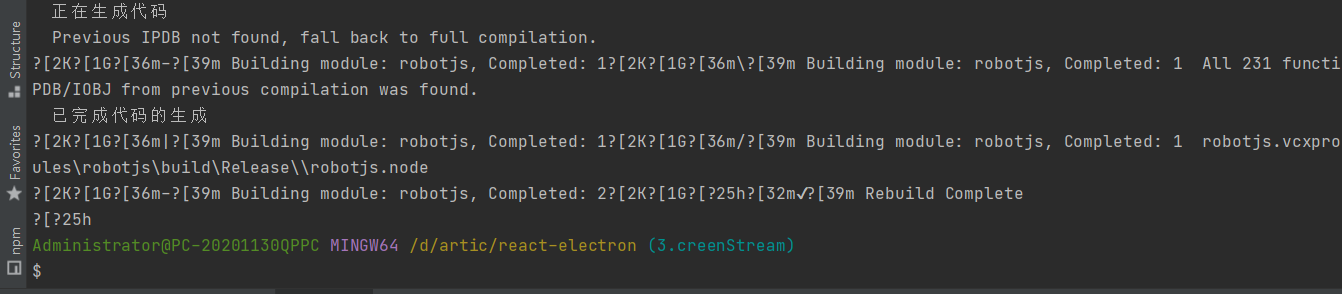 正在生成代码
Previous IPDB not found, fall back to full compilation.
?[2K?[1G?[36m-?[39m Building module: robotjs, Completed: 1?[2K?[1G?[36m\?[39m Building module: robotjs, Completed: 1  All 231 functi
PDB/IOBJ from previous compilation was found.
已完成代码的生成
?[2K?[1G?[36m|?[39m Building module: robotjs, Completed: 1?[2K?[1G?[36m/?[39m Building module: robotjs, Completed: 1  robotjs.vcxpro
ules\robotjs\build\Release\\robotjs.node
?[2K?[1G?[36m-?[39m Building module: robotjs, Completed: 2?[2K?[1G?[?25h?[32m✔?[39m Rebuild Complete
?[?25h
Administrator@PC-20201130QPPC MINGW64 /d/artic/react-electron (3.creenStream)
$
Structure
Favorites
npm